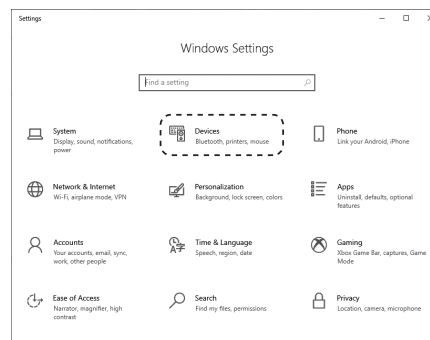 Settings
Windows Settings
Find a setting
System
Display, sound, notifications,
power
Devices
Bluetooth, printers, mouse
Phone
Link your Android, iPhone
Network & Internet
Wi-Fi, airplane mode, VPN
Personalization
Background, lock screen, colors
Apps
Uninstall, defaults, optional
features
Accounts
Your accounts, email, sync,
work, other people
Time & Language
Speech, region, date
Gaming
Xbox Game Bar, captures, Game
Mode
Ease of Access
Narrator, magnifier, high
contrast
Search
Find my files, permissions
Privacy
Location, camera, microphone